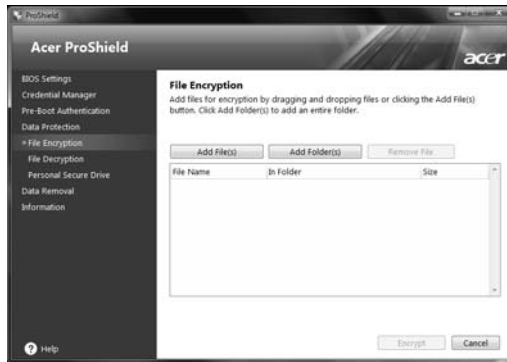 ProShield
Acer ProShield
acer
BIOS Settings
Credential Manager
Pre-Boot Authentication
Data Protection
» File Encryption
File Decryption
Personal Secure Drive
Data Removal
Information
Help
File Encryption
Add files for encryption by dragging and dropping files or clicking the Add File(s)
button. Click Add Folder(s) to add an entire folder.
Add File(s) Add Folder(s) Remove File
File Name In Folder Size
Encrypt Cancel